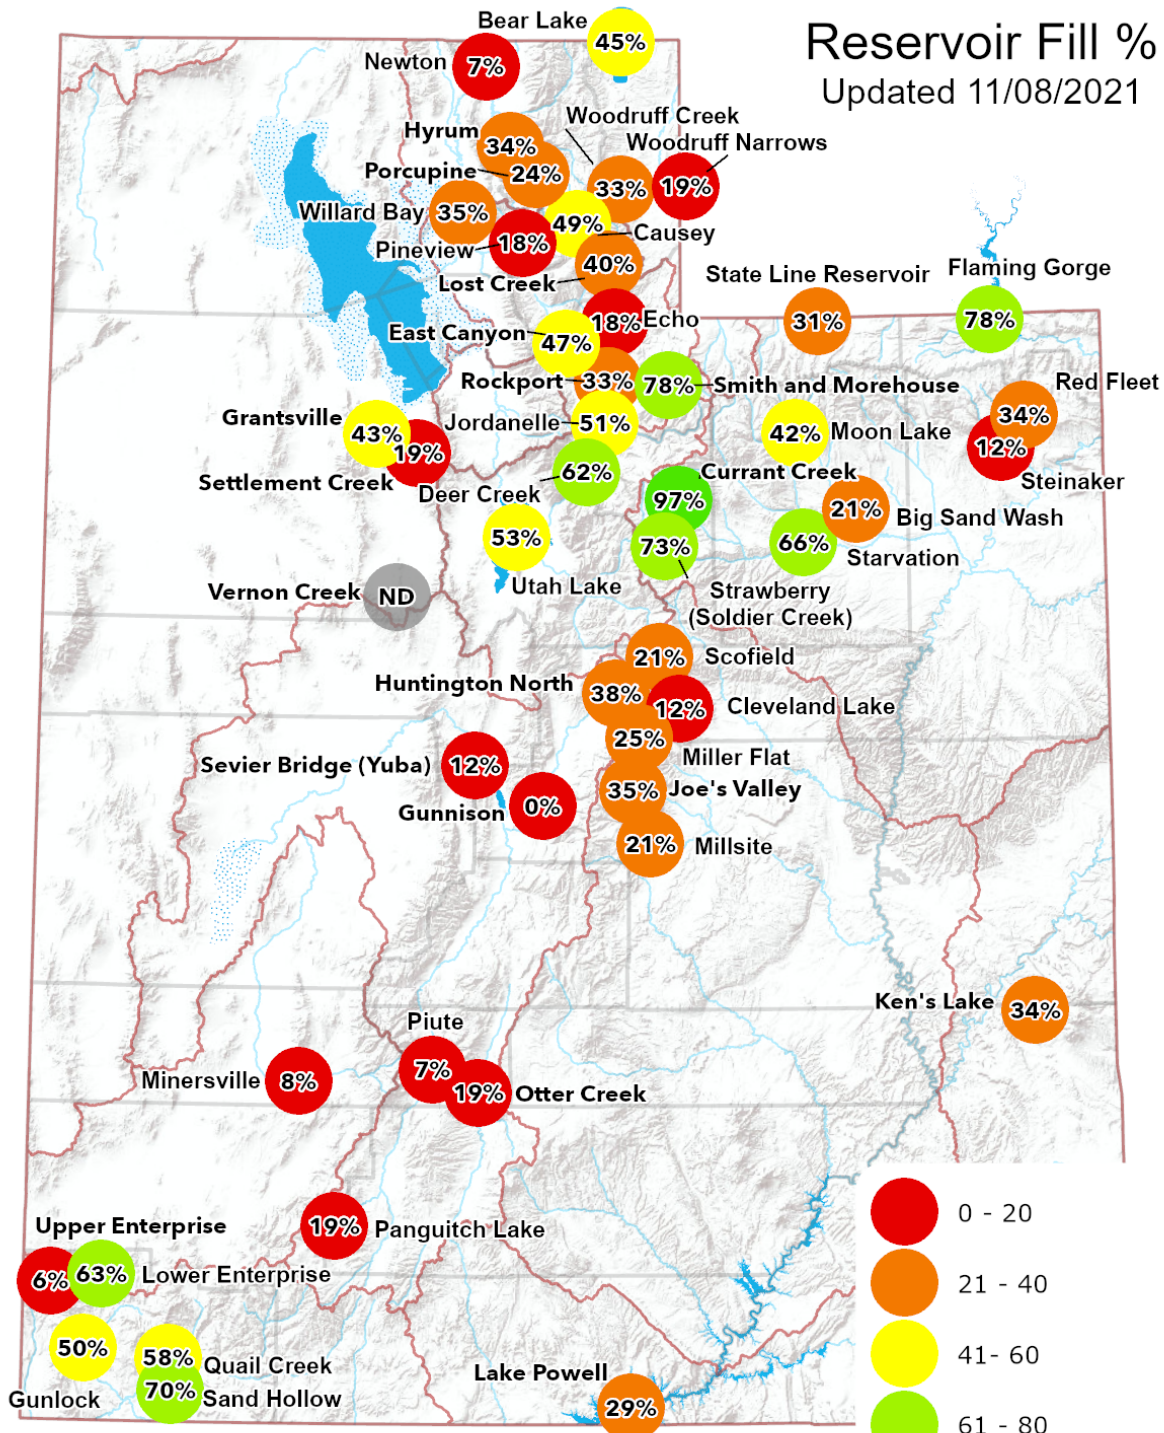 Reservoir Fill %
Updated 11/08/2021
Bear Lake
45%
Newton
7%
Woodruff Creek
Woodruff Narrows
Hyrum
34%
Porcupine
24%
33%
19%
Willard Bay
35%
49%
Causey
Pineview
18%
40%
Lost Creek
State Line Reservoir
31%
Flaming Gorge
78%
18%
Echo
East Canyon
47%
Rockport
33%
78%
Smith and Morehouse
Red Fleet
34%
Grantsville
43%
Jordanelle
51%
42%
Moon Lake
12%
Steinaker
19%
Settlement Creek
Deer Creek
62%
Currant Creek
97%
21%
Big Sand Wash
53%
Utah Lake
73%
66%
Starvation
Vernon Creek
ND
Strawberry
(Soldier Creek)
21%
Scofield
Huntington North
38%
12%
Cleveland Lake
25%
Miller Flat
Sevier Bridge (Yuba)
12%
Gunnison
0%
35%
Joe's Valley
21%
Millsite
Ken's Lake
34%
Piute
7%
Minersville
8%
19%
Otter Creek
19%
Panguitch Lake
Upper Enterprise
6%
63%
Lower Enterprise
50%
Gunlock
58%
Quail Creek
70%
Sand Hollow
Lake Powell
29%
0 - 20
21 - 40
41- 60
61 - 80